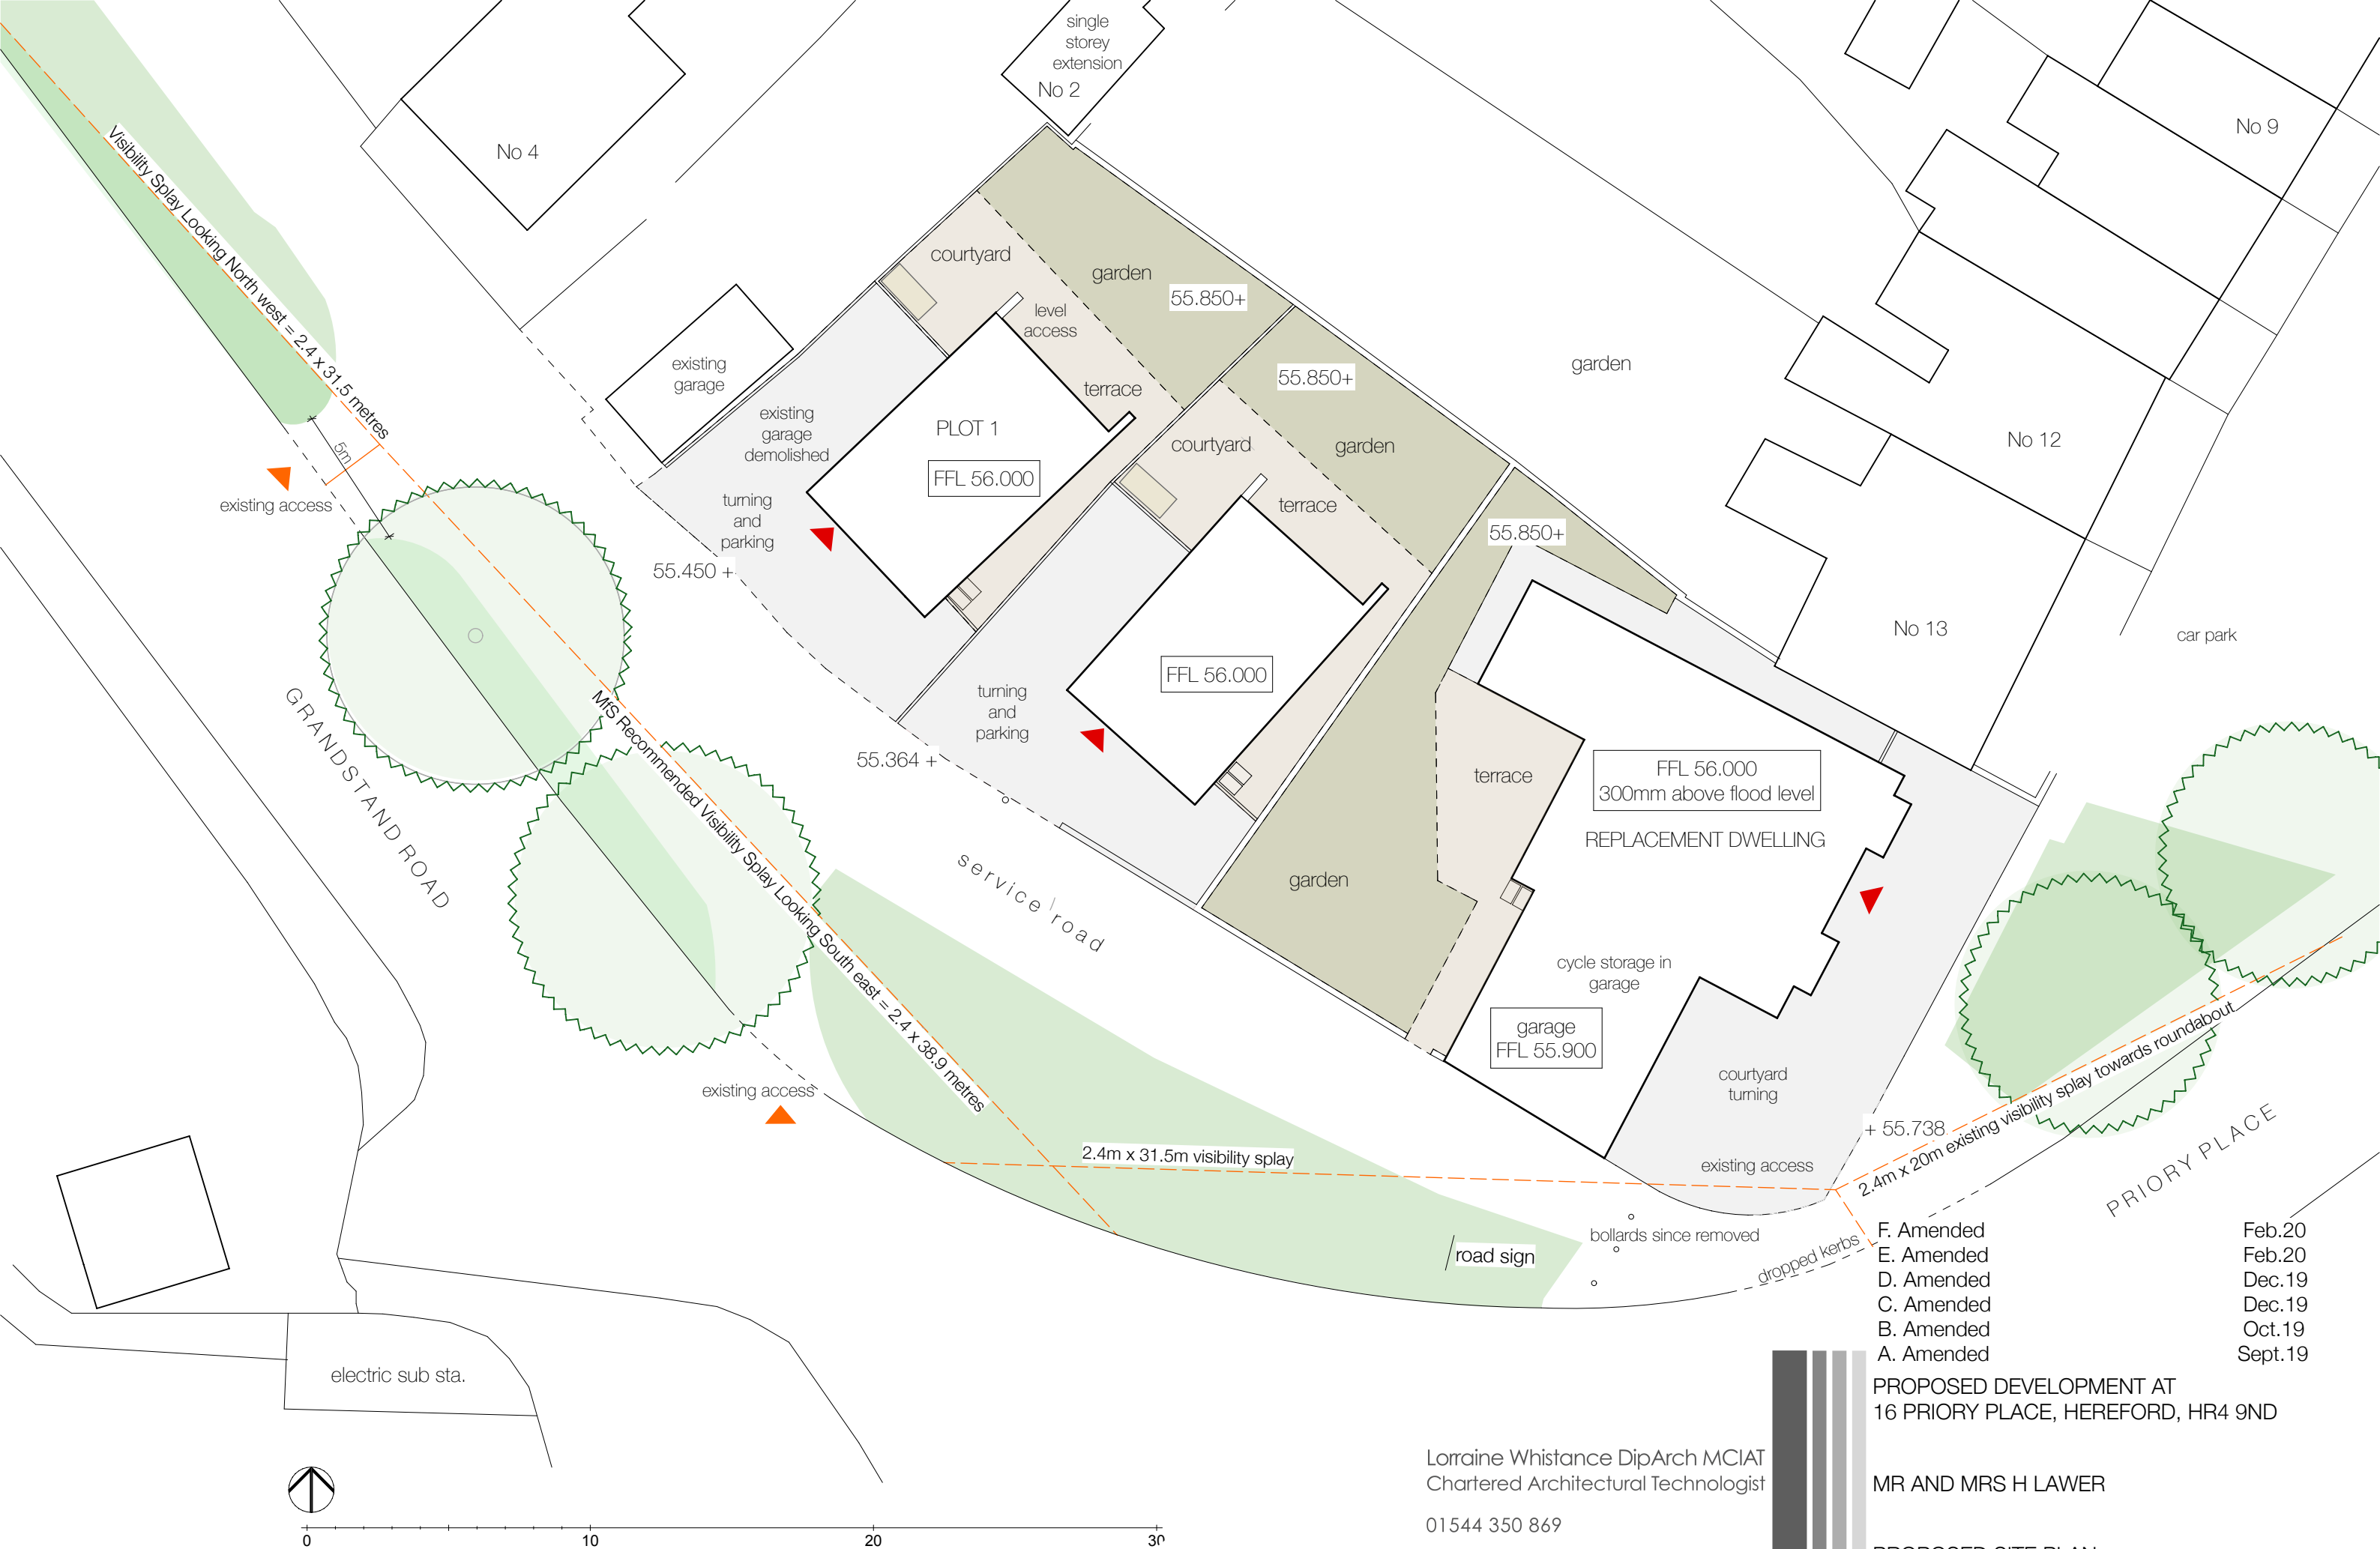 single
storey
extension
No 2
No 9
No 4
Visibility Splay Looking North west = 2.4 x 31.5 metres
courtyard
garden
55.850+
level
access
existing
garage
terrace
55.850+
garden
existing
garage
demolished
PLOT 1
courtyard
garden
No 12
5m
FFL 56.000
existing access
turning
and
parking
terrace
55.850+
55.450 +
No 13
car park
FFL 56.000
GRANDSTAND ROAD
MfS Recommended Visibility Splay Looking South east = 2.4 x 38.9 metres
turning
and
parking
55.364 +
terrace
FFL 56.000
300mm above flood level
REPLACEMENT DWELLING
service road
garden
cycle storage in
garage
garage
FFL 55.900
existing access
courtyard
turning
+ 55.738
2.4m x 20m existing visibility splay towards roundabout
PRIORY PLACE
2.4m x 31.5m visibility splay
existing access
bollards since removed
road sign
dropped kerbs
F. Amended Feb.20
E. Amended Feb.20
D. Amended Dec.19
C. Amended Dec.19
B. Amended Oct.19
A. Amended Sept.19
electric sub sta.
PROPOSED DEVELOPMENT AT
16 PRIORY PLACE, HEREFORD, HR4 9ND
Lorraine Whistance DipArch MCIAT
Chartered Architectural Technologist
MR AND MRS H LAWER
01544 350 869
0 10 20 30
PROPOSED SITE PLAN